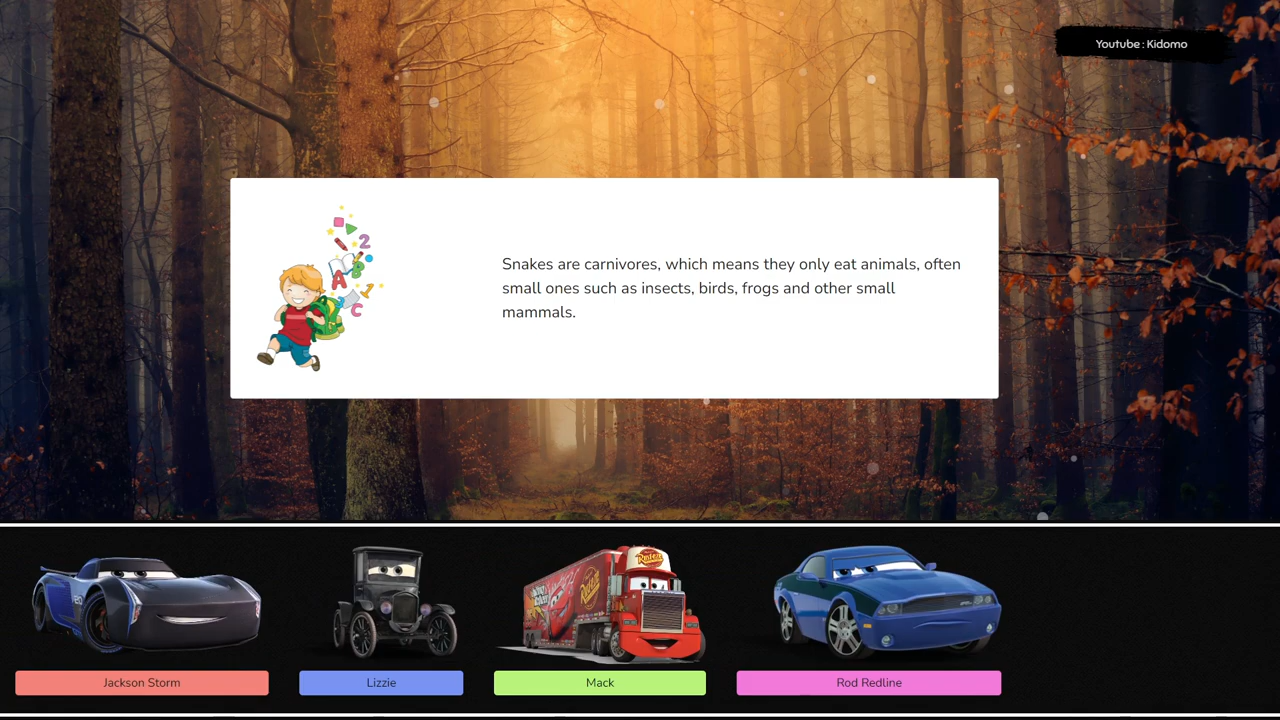 Youtube : Kidomo
Snakes are carnivores, which means they only eat animals, often
small ones such as insects, birds, frogs and other small
mammals.
Jackson Storm
Lizzie
Mack
Rod Redline